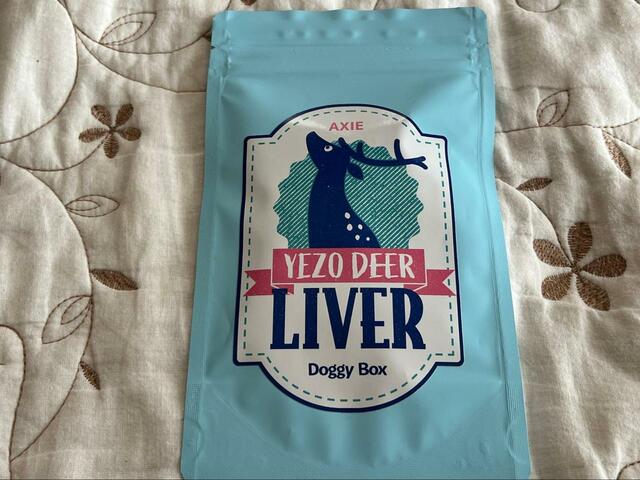 AXIE
YEZO DEER
LIVER
Doggy Box